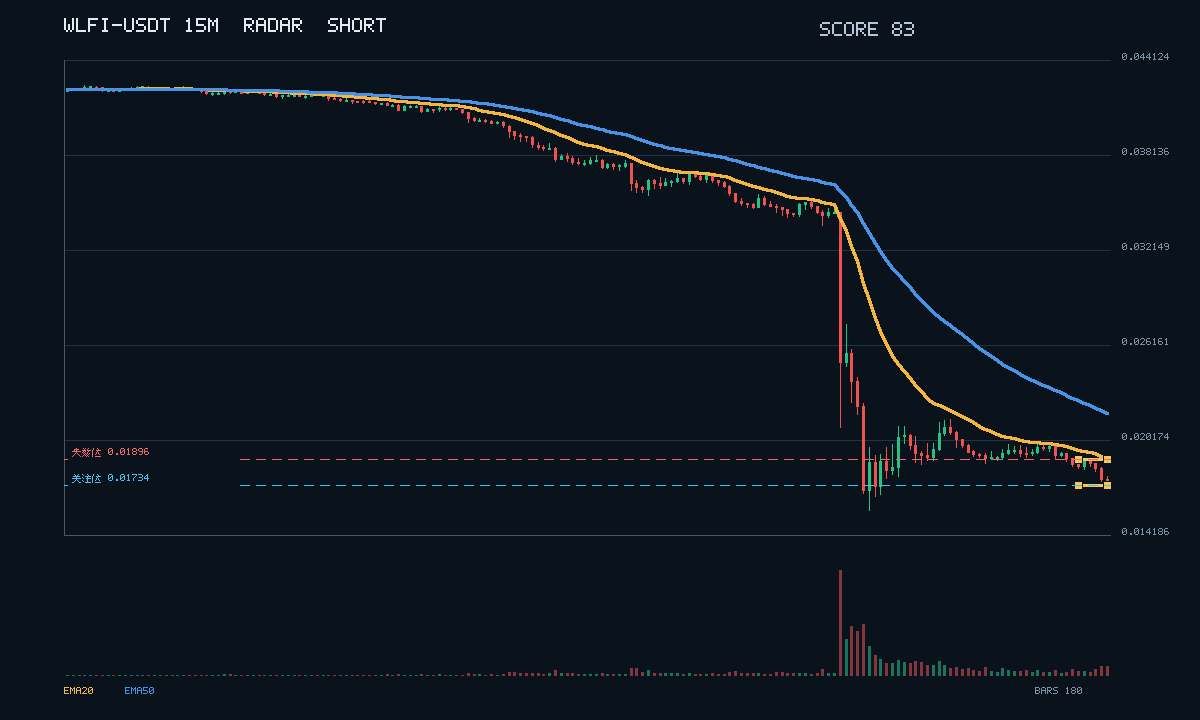 WLFI-USDT 15M  RADAR  SHORT
SCORE 83
0.044124
0.038136
0.032149
0.026161
0.020174
失效位 0.01896
关注位 0.01734
0.014186
EMA20
EMA50
BARS 180